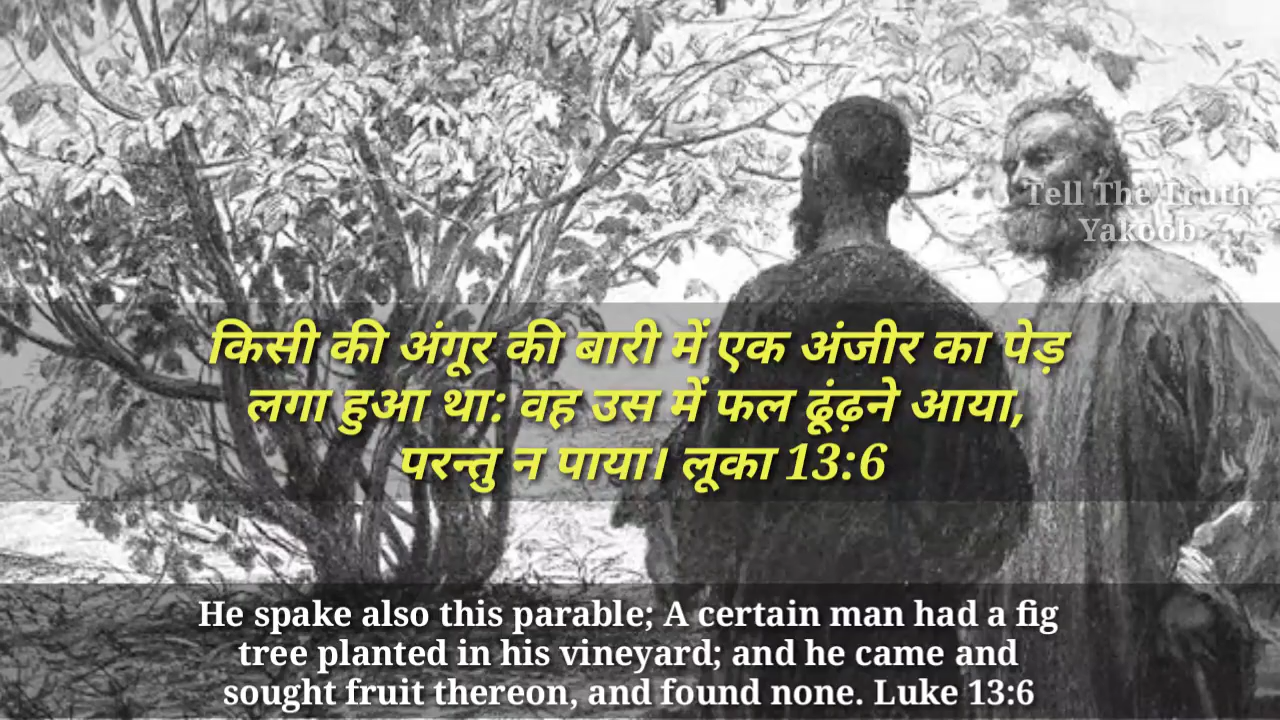 Tell The Truth
Yakoob
किसी की अंगूर की बारी में एक अंजीर का पेड़
लगा हुआ था: वह उस में फल ढूंढ़ने आया,
परन्तु न पाया। लूका 13:6
He spake also this parable; A certain man had a fig
tree planted in his vineyard; and he came and
sought fruit thereon, and found none. Luke 13:6